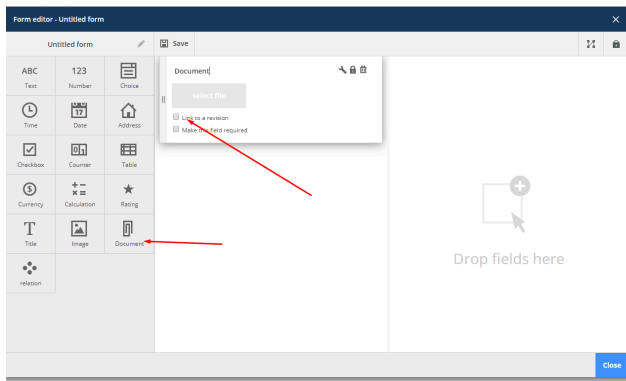 Form editor - Untitled form
Untitled form
Save
ABC
123
Text
Number
Choice
17
Time
Date
Address
0 1
Checkbox
Counter
Table
$
Currency
Calculation
Rating
T
Title
Image
Document
relation
Document
select file
Link to a revision
Make this field required
Drop fields here
Close